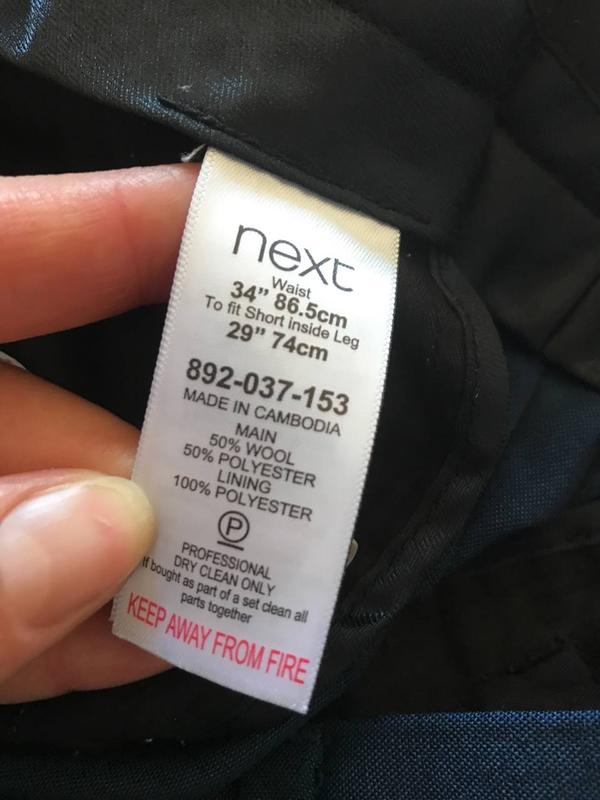 next
Waist
34” 86.5cm
To fit Short inside Leg
29” 74cm
892-037-153
MADE IN CAMBODIA
MAIN
50% WOOL
50% POLYESTER
LINING
100% POLYESTER
P
PROFESSIONAL
DRY CLEAN ONLY
If bought as part of a set clean all
parts together
KEEP AWAY FROM FIRE